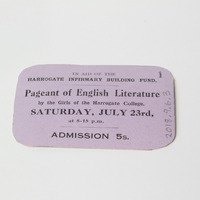 IN AID OF THE
HARROGATE INFIRMARY BUILDING FUND.
Pageant of English Literature
by the Girls of the Harrogate College,
SATURDAY, JULY 23rd,
at 6-15 p.m.
ADMISSION 5s.